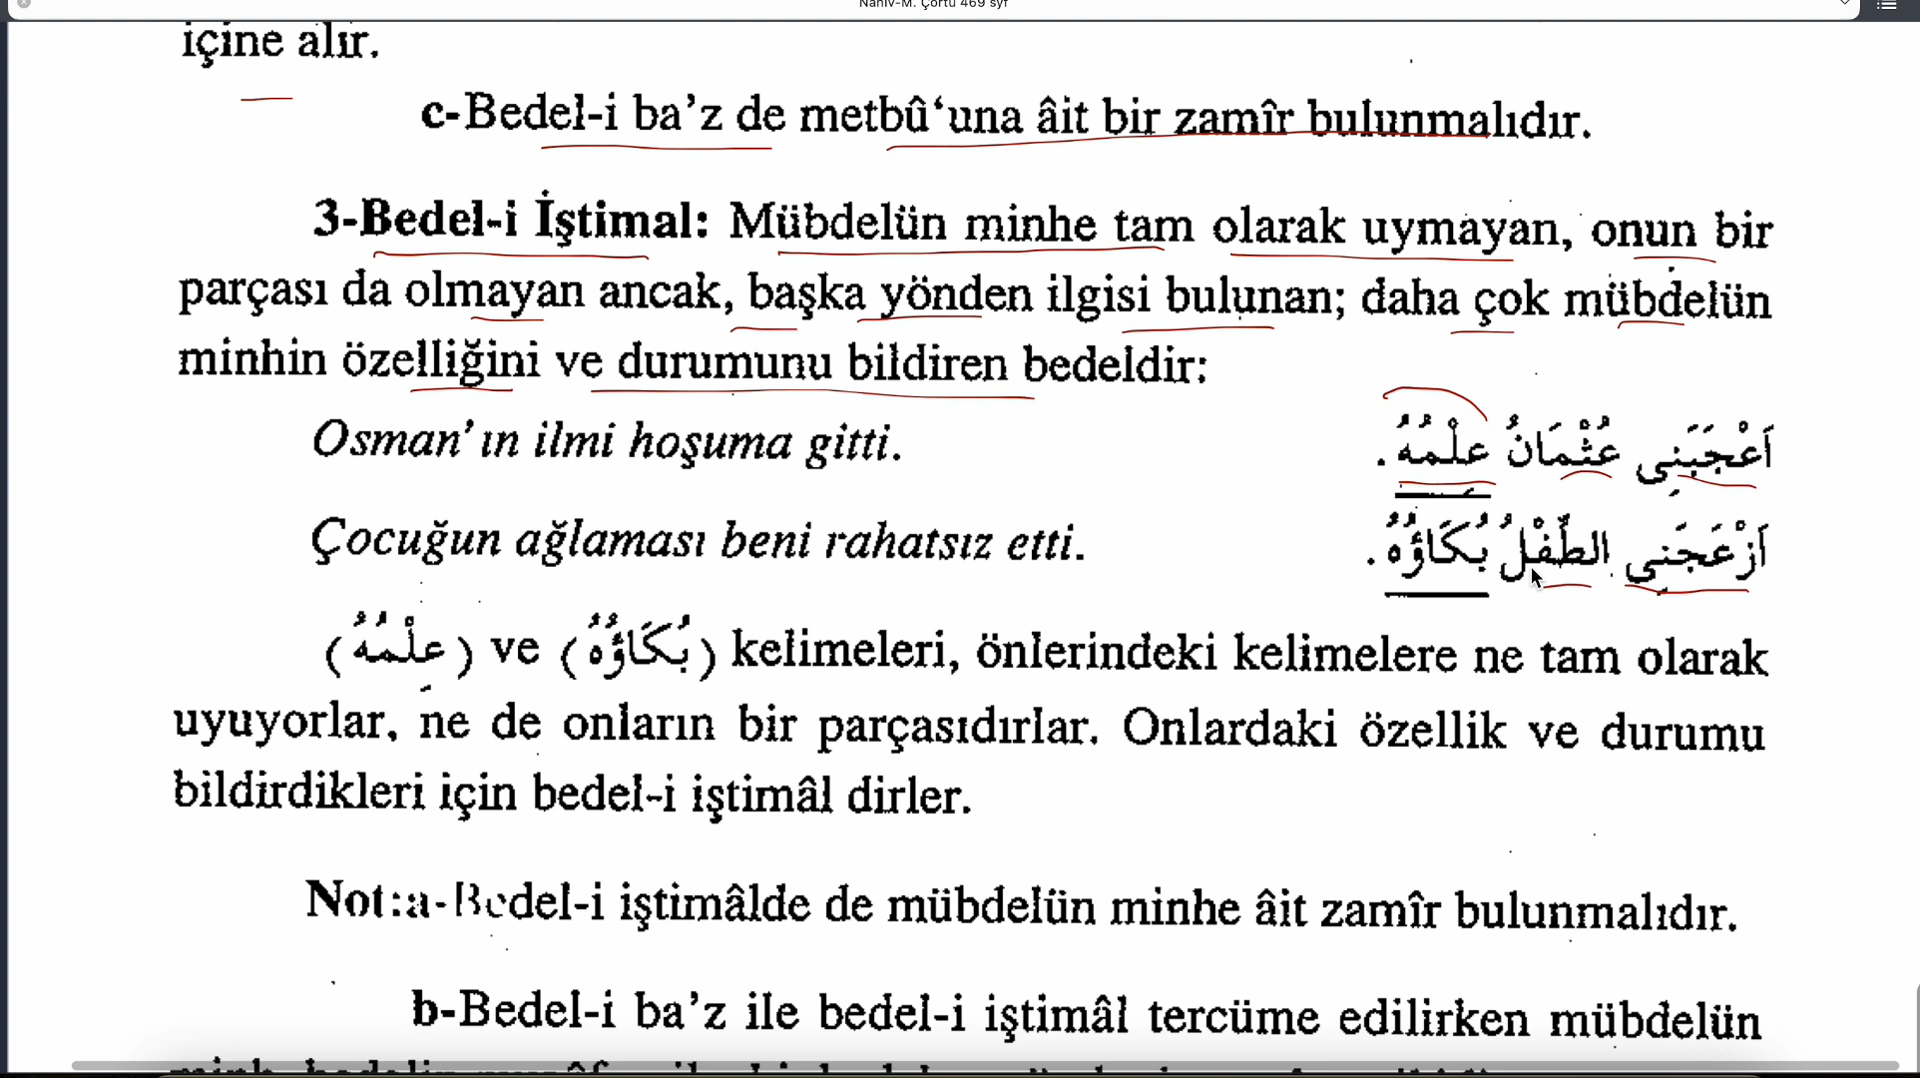 Nahiv-M. Çörtü 469 syf
içine alır.
c-Bedel-i ba’z de metbû‘una âit bir zamîr bulunmalıdır.
3-Bedel-i İştimal: Mübdelün minhe tam olarak uymayan, onun bir
parçası da olmayan ancak, başka yönden ilgisi bulunan; daha çok mübdelün
minhin özelliğini ve durumunu bildiren bedeldir:
Osman’ın ilmi hoşuma gitti. اَعْجَبَنِى عُثْمَانُ عِلْمُهُ .
Çocuğun ağlaması beni rahatsız etti. اَزْعَجَنِى الطِّفْلُ بُكَاؤُهُ .
(عِلْمُهُ) ve (بُكَاؤُهُ) kelimeleri, önlerindeki kelimelere ne tam olarak
uyuyorlar, ne de onların bir parçasıdırlar. Onlardaki özellik ve durumu
bildirdikleri için bedel-i iştimâl dirler.
Not:a-Bedel-i iştimâlde de mübdelün minhe âit zamîr bulunmalıdır.
b-Bedel-i ba’z ile bedel-i iştimâl tercüme edilirken mübdelün